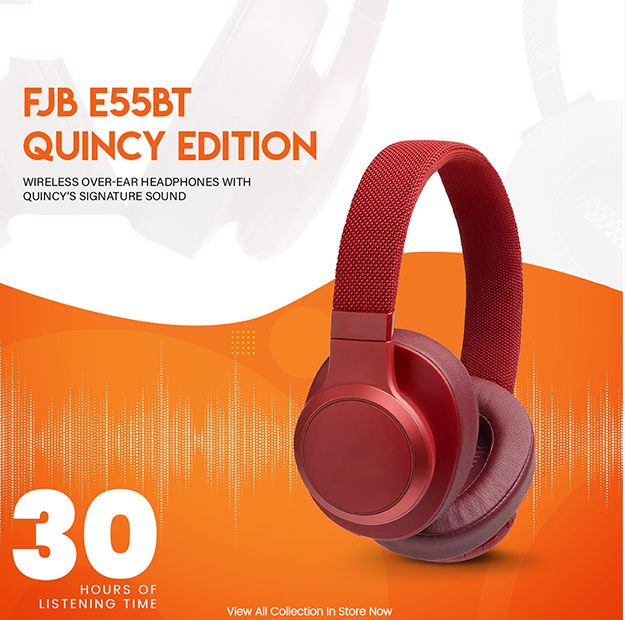 FJB E55BT
QUINCY EDITION
WIRELESS OVER-EAR HEADPHONES WITH
QUINCY'S SIGNATURE SOUND
30
HOURS OF
LISTENING TIME
View All Collection In Store Now